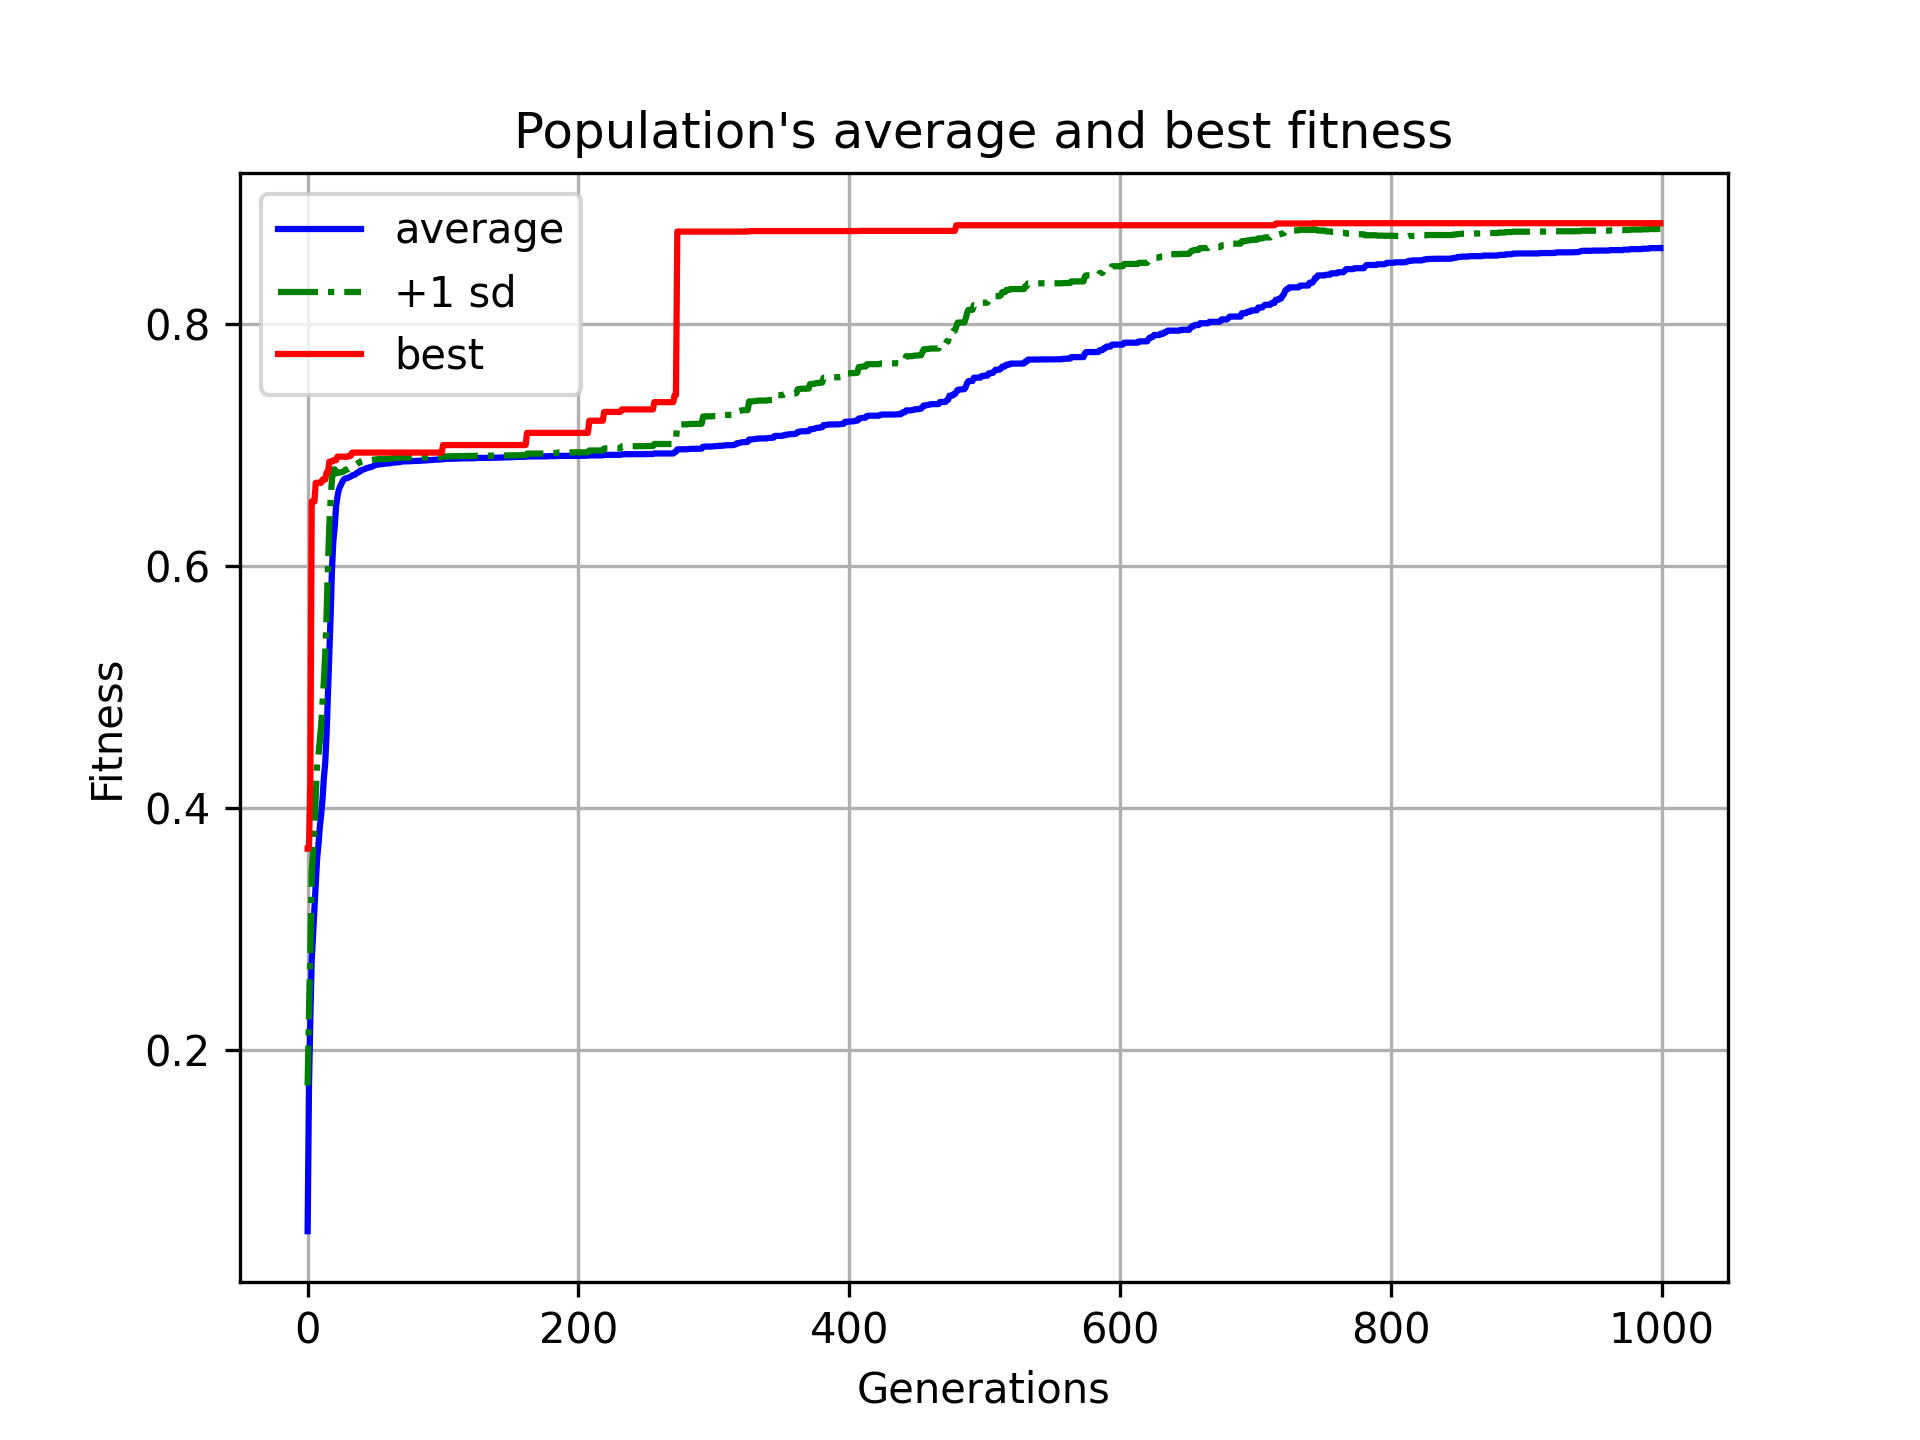 Population's average and best fitness
average
+1 sd
best
0.8
0.6
0.4
0.2
Fitness
0 200 400 600 800 1000
Generations